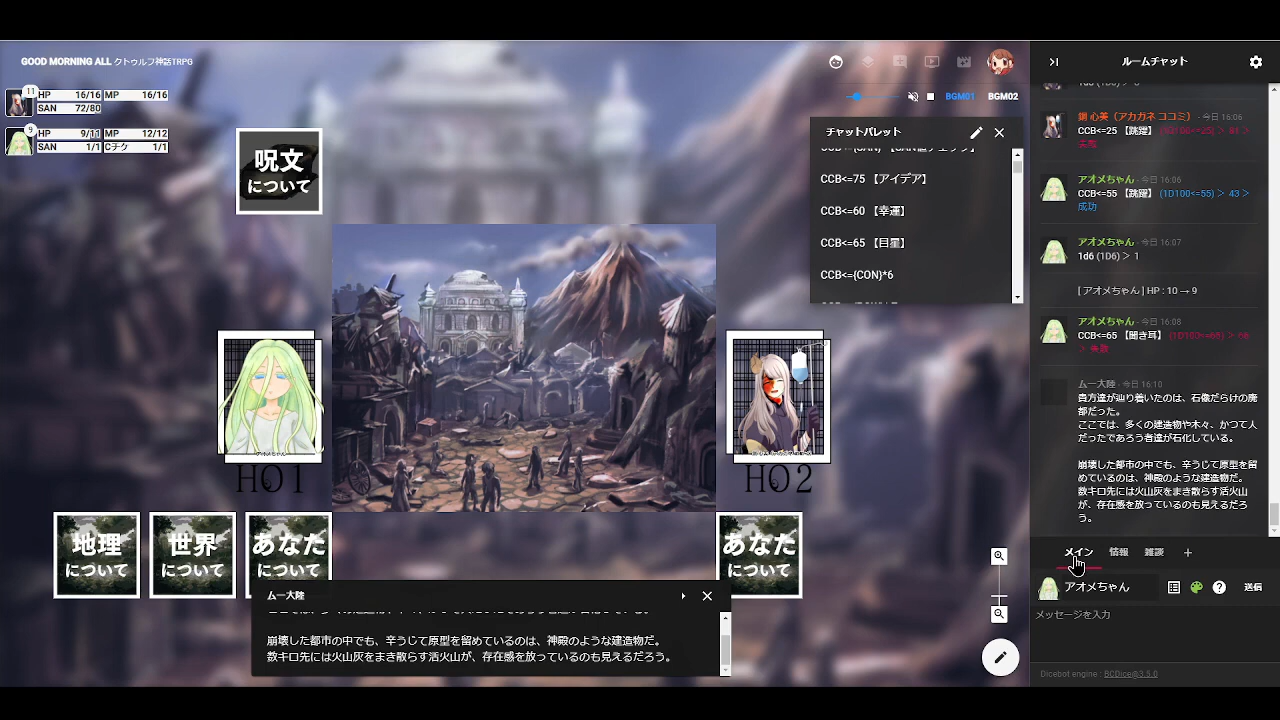 GOOD MORNING ALL クトゥルフ神話TRPG
11
HP 16/16 MP 16/16
SAN 72/80
9
HP 9/11 MP 12/12
SAN 1/1 Cチケ 1/1
呪文
について
BGM01 BGM02
チャットパレット
CCB<=75 【アイデア】
CCB<=60 【幸運】
CCB<=65 【目星】
CCB<=(CON)*6
HO1
HO2
地理
について
世界
について
あなた
について
あなた
について
ムー大陸
崩壊した都市の中でも、辛うじて原型を留めているのは、神殿のような建造物だ。
数キロ先には火山灰をまき散らす活火山が、存在感を放っているのも見えるだろう。
ルームチャット
銅 心美（アカガネ ココミ） - 今日 16:06
CCB<=25 【跳躍】 (1D100<=25) ＞ 81 ＞
失敗
アオメちゃん - 今日 16:06
CCB<=55 【跳躍】 (1D100<=55) ＞ 43 ＞
成功
アオメちゃん - 今日 16:07
1d6 (1D6) ＞ 1
[ アオメちゃん ] HP : 10 → 9
アオメちゃん - 今日 16:08
CCB<=65 【聞き耳】
ムー大陸 - 今日 16:10
貴方達が辿り着いたのは、石像だらけの廃
都だった。
ここでは、多くの建造物や木々、かつて人
だったであろう者達が石化している。
崩壊した都市の中でも、辛うじて原型を留
めているのは、神殿のような建造物だ。
数キロ先には火山灰をまき散らす活火山
が、存在感を放っているのも見えるだろ
う。
メイン 情報 雑談 +
アオメちゃん
送信
メッセージを入力
Dicebot engine : BCDice@3.5.0